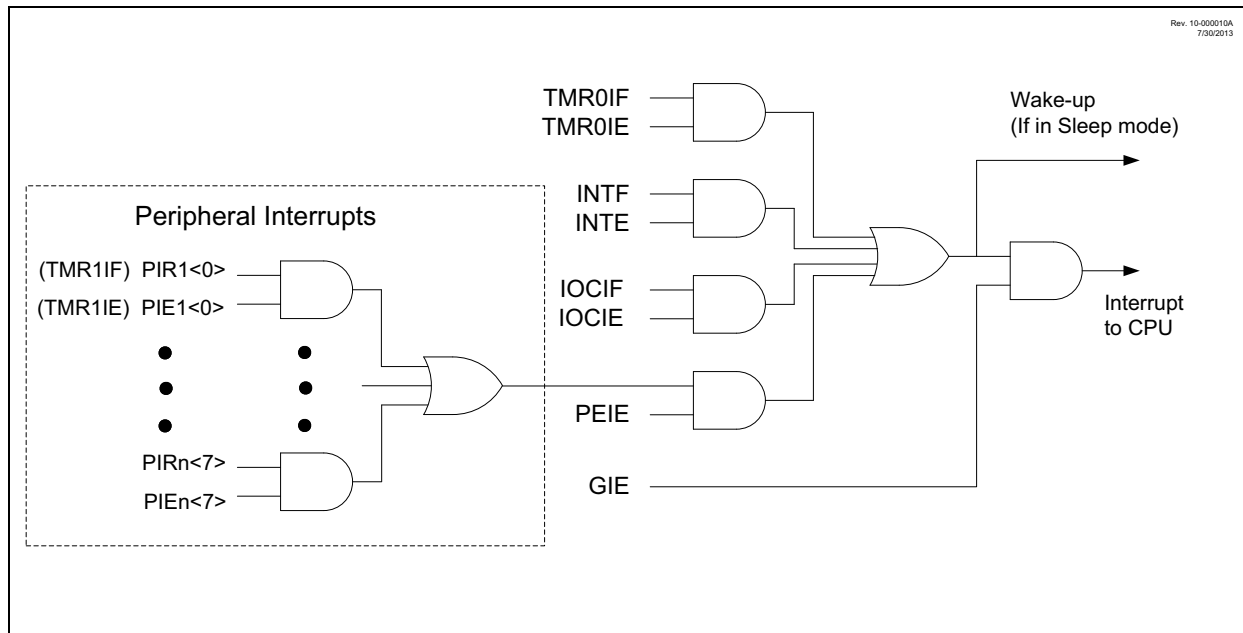 Rev. 10-000010A
7/30/2013
TMR0IF
TMR0IE
Wake-up
(If in Sleep mode)
INTF
INTE
Peripheral Interrupts
(TMR1IF) PIR1<0>
(TMR1IE) PIE1<0>
IOCIF
IOCIE
Interrupt
to CPU
PEIE
PIRn<7>
PIEn<7>
GIE